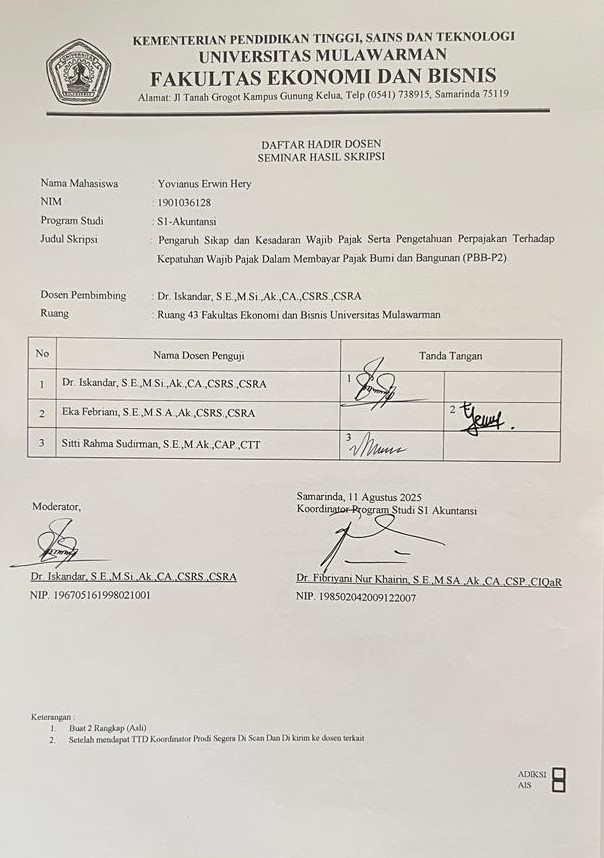 KEMENTERIAN PENDIDIKAN TINGGI, SAINS DAN TEKNOLOGI
UNIVERSITAS MULAWARMAN
FAKULTAS EKONOMI DAN BISNIS
Alamat: Jl Tanah Grogot Kampus Gunung Kelua, Telp (0541) 738915, Samarinda 75119
DAFTAR HADIR DOSEN
SEMINAR HASIL SKRIPSI
Nama Mahasiswa : Yovianus Erwin Hery
NIM : 1901036128
Program Studi : S1-Akuntansi
Judul Skripsi : Pengaruh Sikap dan Kesadaran Wajib Pajak Serta Pengetahuan Perpajakan Terhadap
Kepatuhan Wajib Pajak Dalam Membayar Pajak Bumi dan Bangunan (PBB-P2)
Dosen Pembimbing : Dr. Iskandar, S.E.,M.Si.,Ak.,CA.,CSRS.,CSRA
Ruang : Ruang 43 Fakultas Ekonomi dan Bisnis Universitas Mulawarman
No Nama Dosen Penguji Tanda Tangan
1 Dr. Iskandar, S.E.,M.Si.,Ak.,CA.,CSRS.,CSRA 1
2 Eka Febriani, S.E.,M.S.A.,Ak.,CSRS.,CSRA 2
3 Sitti Rahma Sudirman, S.E.,M.Ak.,CAP.,CTT 3
Samarinda, 11 Agustus 2025
Moderator, Koordinator Program Studi S1 Akuntansi
Dr. Iskandar, S.E.,M.Si.,Ak.,CA.,CSRS.,CSRA Dr. Fibriyani Nur Khairin, S.E.,M.SA.,Ak.,CA.,CSP.,CIQaR
NIP. 196705161998021001 NIP. 198502042009122007
Keterangan :
1. Buat 2 Rangkap (Asli)
2. Setelah mendapat TTD Koordinator Prodi Segera Di Scan Dan Di kirim ke dosen terkait
ADIKSI
AIS